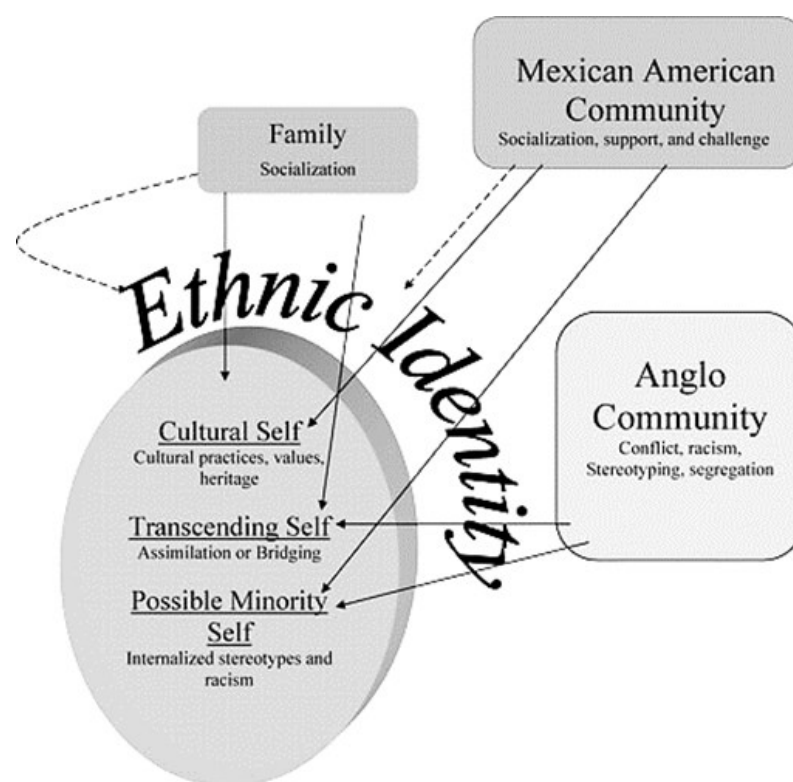 Mexican American
Community
Socialization, support, and challenge
Family
Socialization
Ethnic Identity
Anglo
Community
Conflict, racism,
Stereotyping, segregation
Cultural Self
Cultural practices, values,
heritage
Transcending Self
Assimilation or Bridging
Possible Minority
Self
Internalized stereotypes and
racism